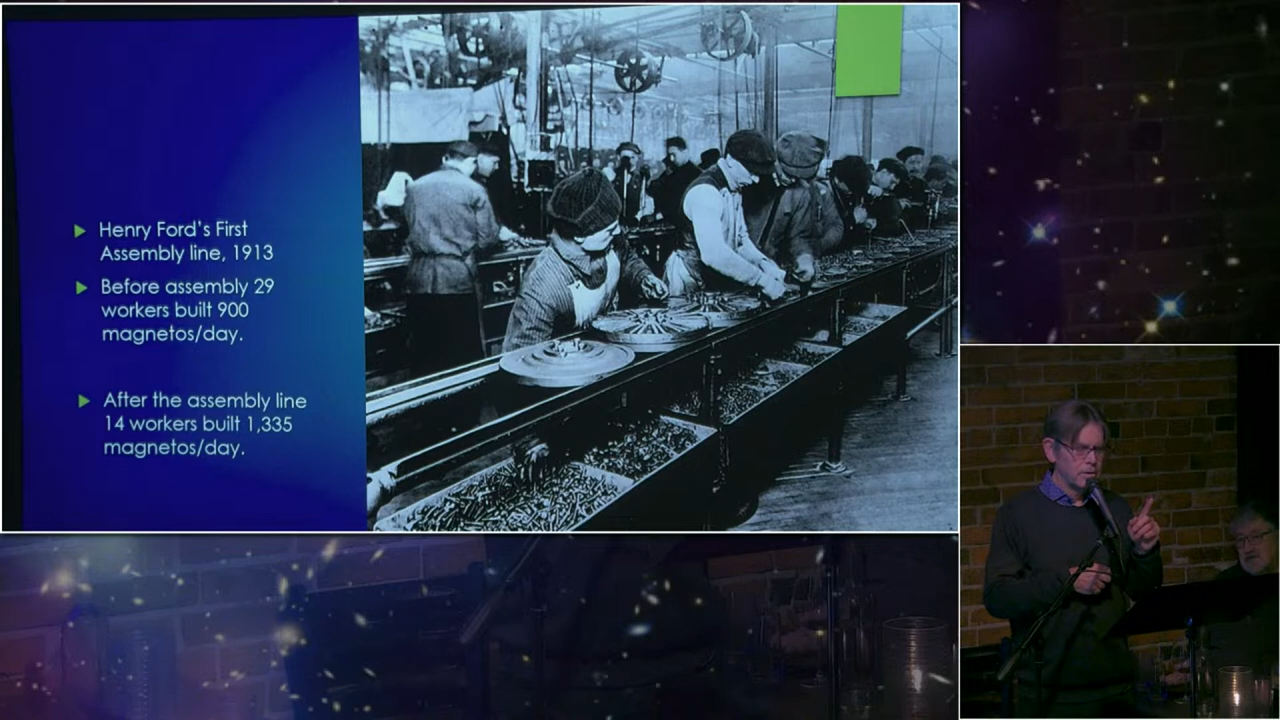 Henry Ford's First
Assembly line, 1913
Before assembly 29
workers built 900
magnetos/day.
After the assembly line
14 workers built 1,335
magnetos/day.